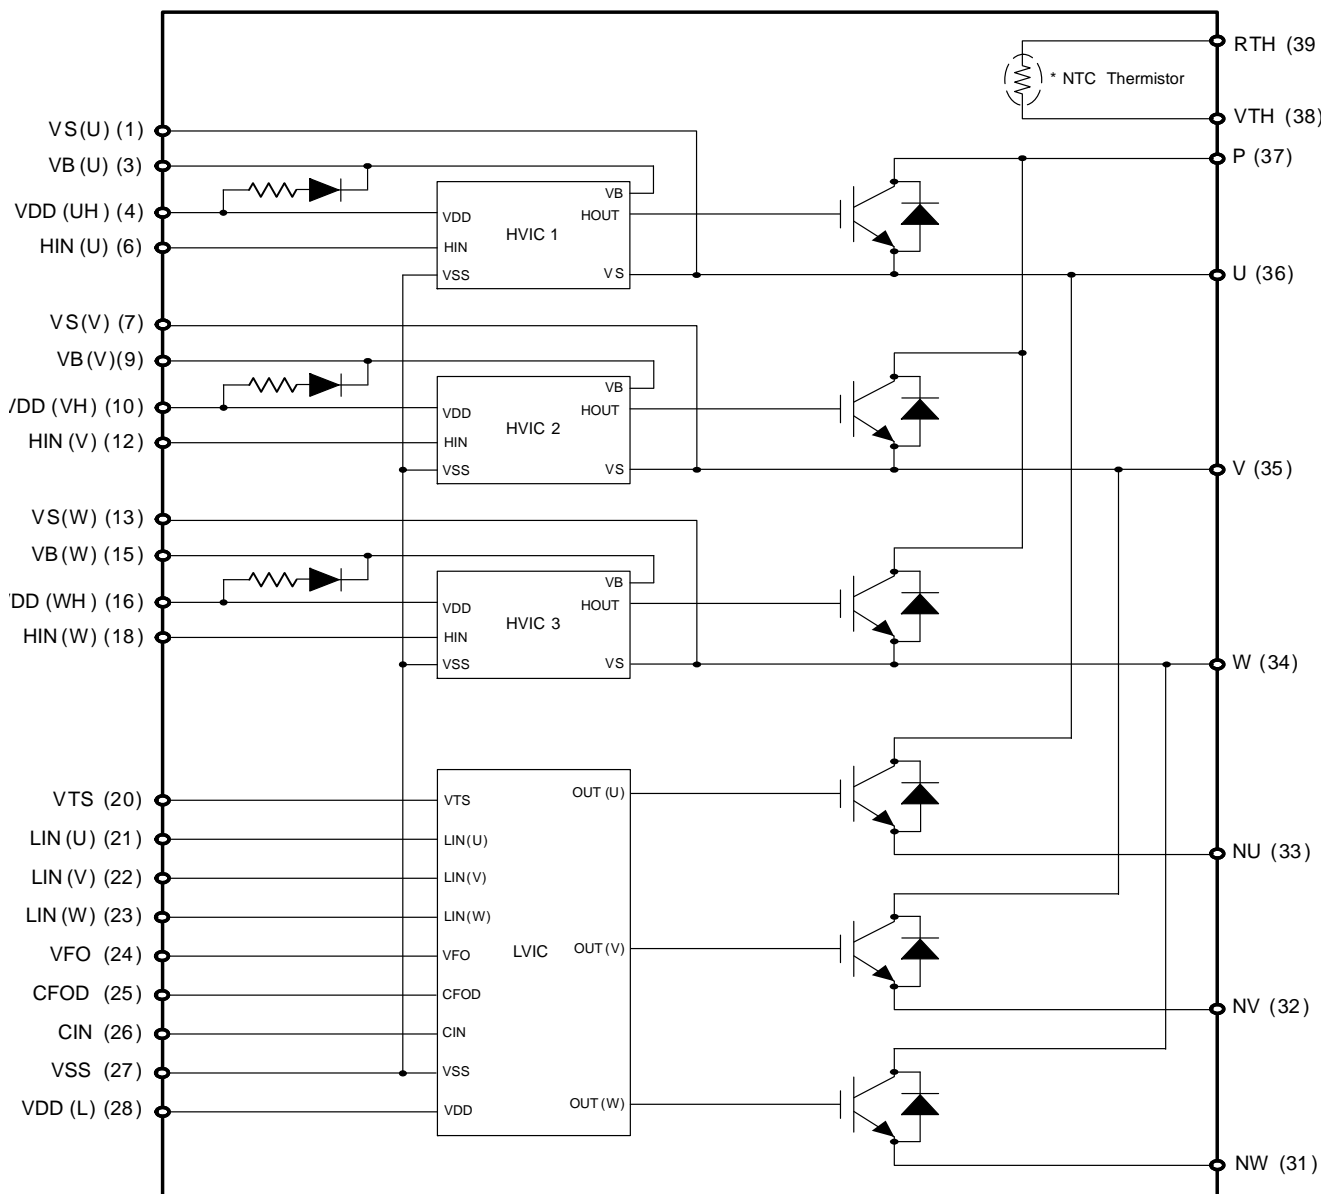 RTH (39
* NTC Thermistor
VTH (38)
P (37)
U (36)
V (35)
W (34)
NU (33)
NV (32)
NW (31)
VS(U) (1)
VB(U) (3)
VDD (UH) (4)
HIN(U) (6)
VS(V) (7)
VB(V)(9)
VDD (VH) (10)
HIN(V) (12)
VS(W) (13)
VB(W) (15)
VDD (WH) (16)
HIN(W) (18)
VTS (20)
LIN(U) (21)
LIN(V) (22)
LIN(W) (23)
VFO (24)
CFOD (25)
CIN (26)
VSS (27)
VDD (L) (28)
VB
VDD
HOUT
HVIC 1
HIN
VSS
VS
VB
VDD
HOUT
HVIC 2
HIN
VSS
VS
VB
VDD
HOUT
HVIC 3
HIN
VSS
VS
VTS
OUT (U)
LIN(U)
LIN(V)
LIN(W)
VFO
LVIC
OUT (V)
CFOD
CIN
VSS
VDD
OUT (W)